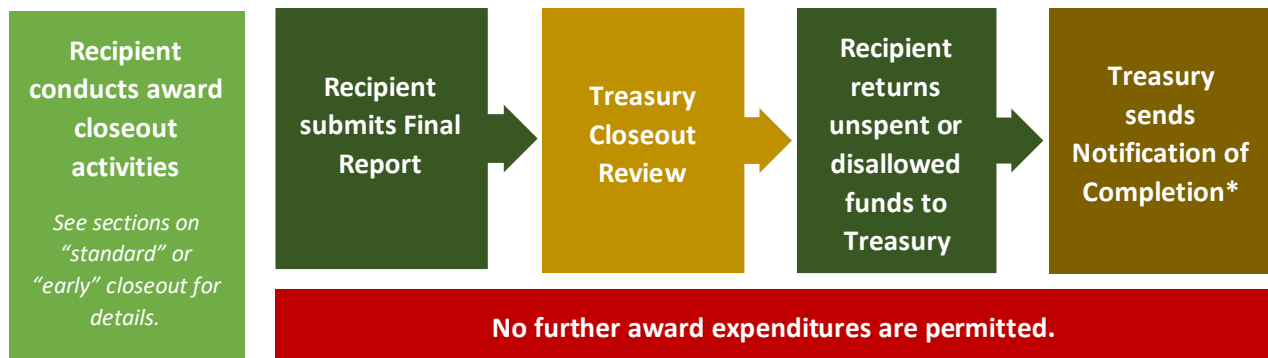 Recipient
conducts award
closeout
activities
See sections on
“standard” or
“early” closeout for
details.
Recipient
submits Final
Report
Treasury
Closeout
Review
Recipient
returns
unspent or
disallowed
funds to
Treasury
Treasury
sends
Notification of
Completion*
No further award expenditures are permitted.